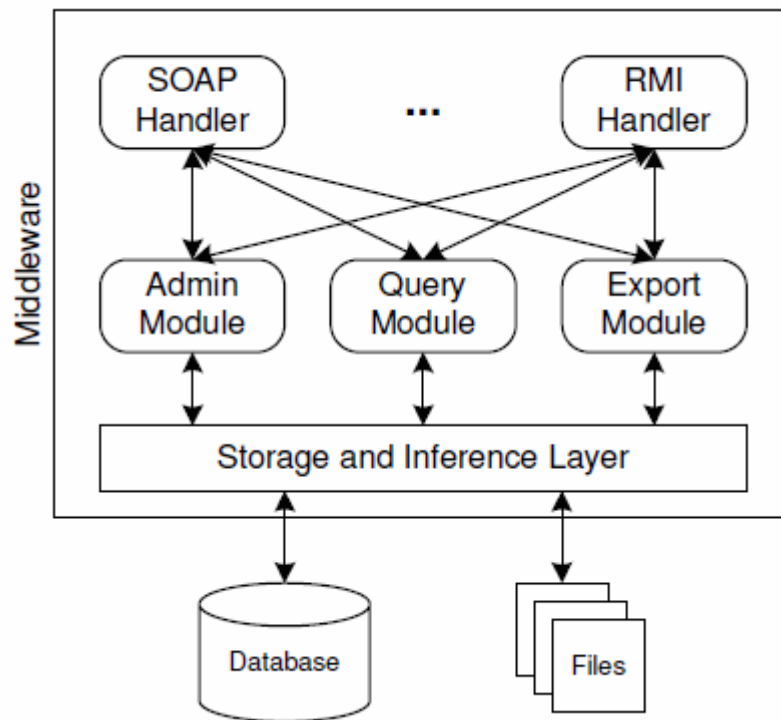 SOAP
Handler
...
RMI
Handler
Middleware
Admin
Module
Query
Module
Export
Module
Storage and Inference Layer
Database
Files